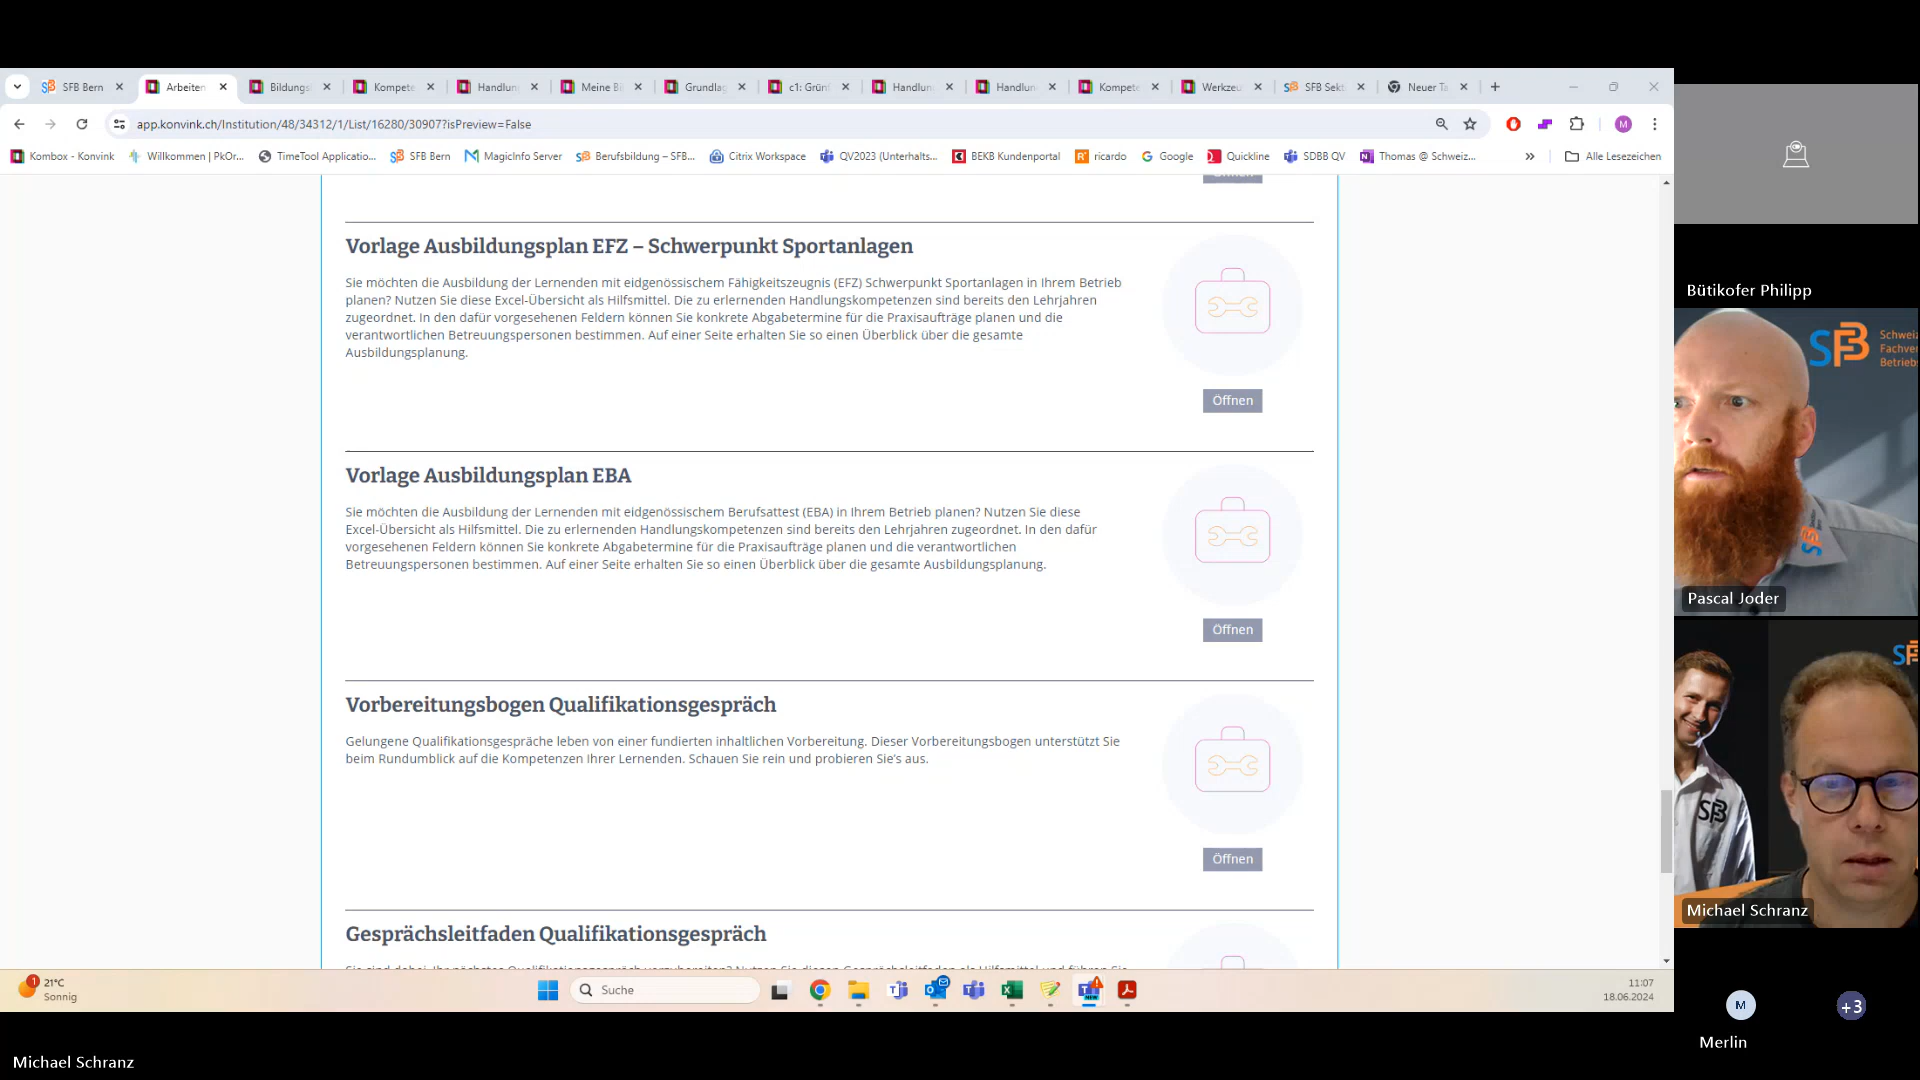 SFB Bern
Arbeiten
Bildungs
Kompete
Handlun
Meine Bi
Grundla
c1: Grün
Handlun
Handlun
Kompete
Werkzeu
SFB Sekt
Neuer Ta
app.konvink.ch/Institution/48/34312/1/List/16280/30907?isPreview=False
M
Kombox - Konvink
Willkommen | PkOr...
TimeTool Applicatio...
SFB Bern
MagicInfo Server
Berufsbildung – SFB...
Citrix Workspace
QV2023 (Unterhalts...
BEKB Kundenportal
ricardo
Google
Quickline
SDBB QV
Thomas @ Schweiz...
Alle Lesezeichen
Vorlage Ausbildungsplan EFZ – Schwerpunkt Sportanlagen
Sie möchten die Ausbildung der Lernenden mit eidgenössischem Fähigkeitszeugnis (EFZ) Schwerpunkt Sportanlagen in Ihrem Betrieb
planen? Nutzen Sie diese Excel-Übersicht als Hilfsmittel. Die zu erlernenden Handlungskompetenzen sind bereits den Lehrjahren
zugeordnet. In den dafür vorgesehenen Feldern können Sie konkrete Abgabetermine für die Praxisaufträge planen und die
verantwortlichen Betreuungspersonen bestimmen. Auf einer Seite erhalten Sie so einen Überblick über die gesamte
Ausbildungsplanung.
Öffnen
Vorlage Ausbildungsplan EBA
Sie möchten die Ausbildung der Lernenden mit eidgenössischem Berufsattest (EBA) in Ihrem Betrieb planen? Nutzen Sie diese
Excel-Übersicht als Hilfsmittel. Die zu erlernenden Handlungskompetenzen sind bereits den Lehrjahren zugeordnet. In den dafür
vorgesehenen Feldern können Sie konkrete Abgabetermine für die Praxisaufträge planen und die verantwortlichen
Betreuungspersonen bestimmen. Auf einer Seite erhalten Sie so einen Überblick über die gesamte Ausbildungsplanung.
Öffnen
Vorbereitungsbogen Qualifikationsgespräch
Gelungene Qualifikationsgespräche leben von einer fundierten inhaltlichen Vorbereitung. Dieser Vorbereitungsbogen unterstützt Sie
beim Rundumblick auf die Kompetenzen Ihrer Lernenden. Schauen Sie rein und probieren Sie's aus.
Öffnen
Gesprächsleitfaden Qualifikationsgespräch
1
21°C
Sonnig
Suche
11:07
18.06.2024
Michael Schranz
Bütikofer Philipp
SFB
Schweiz
Fachver
Betriebs
Pascal Joder
SFB
Michael Schranz
M
+3
Merlin